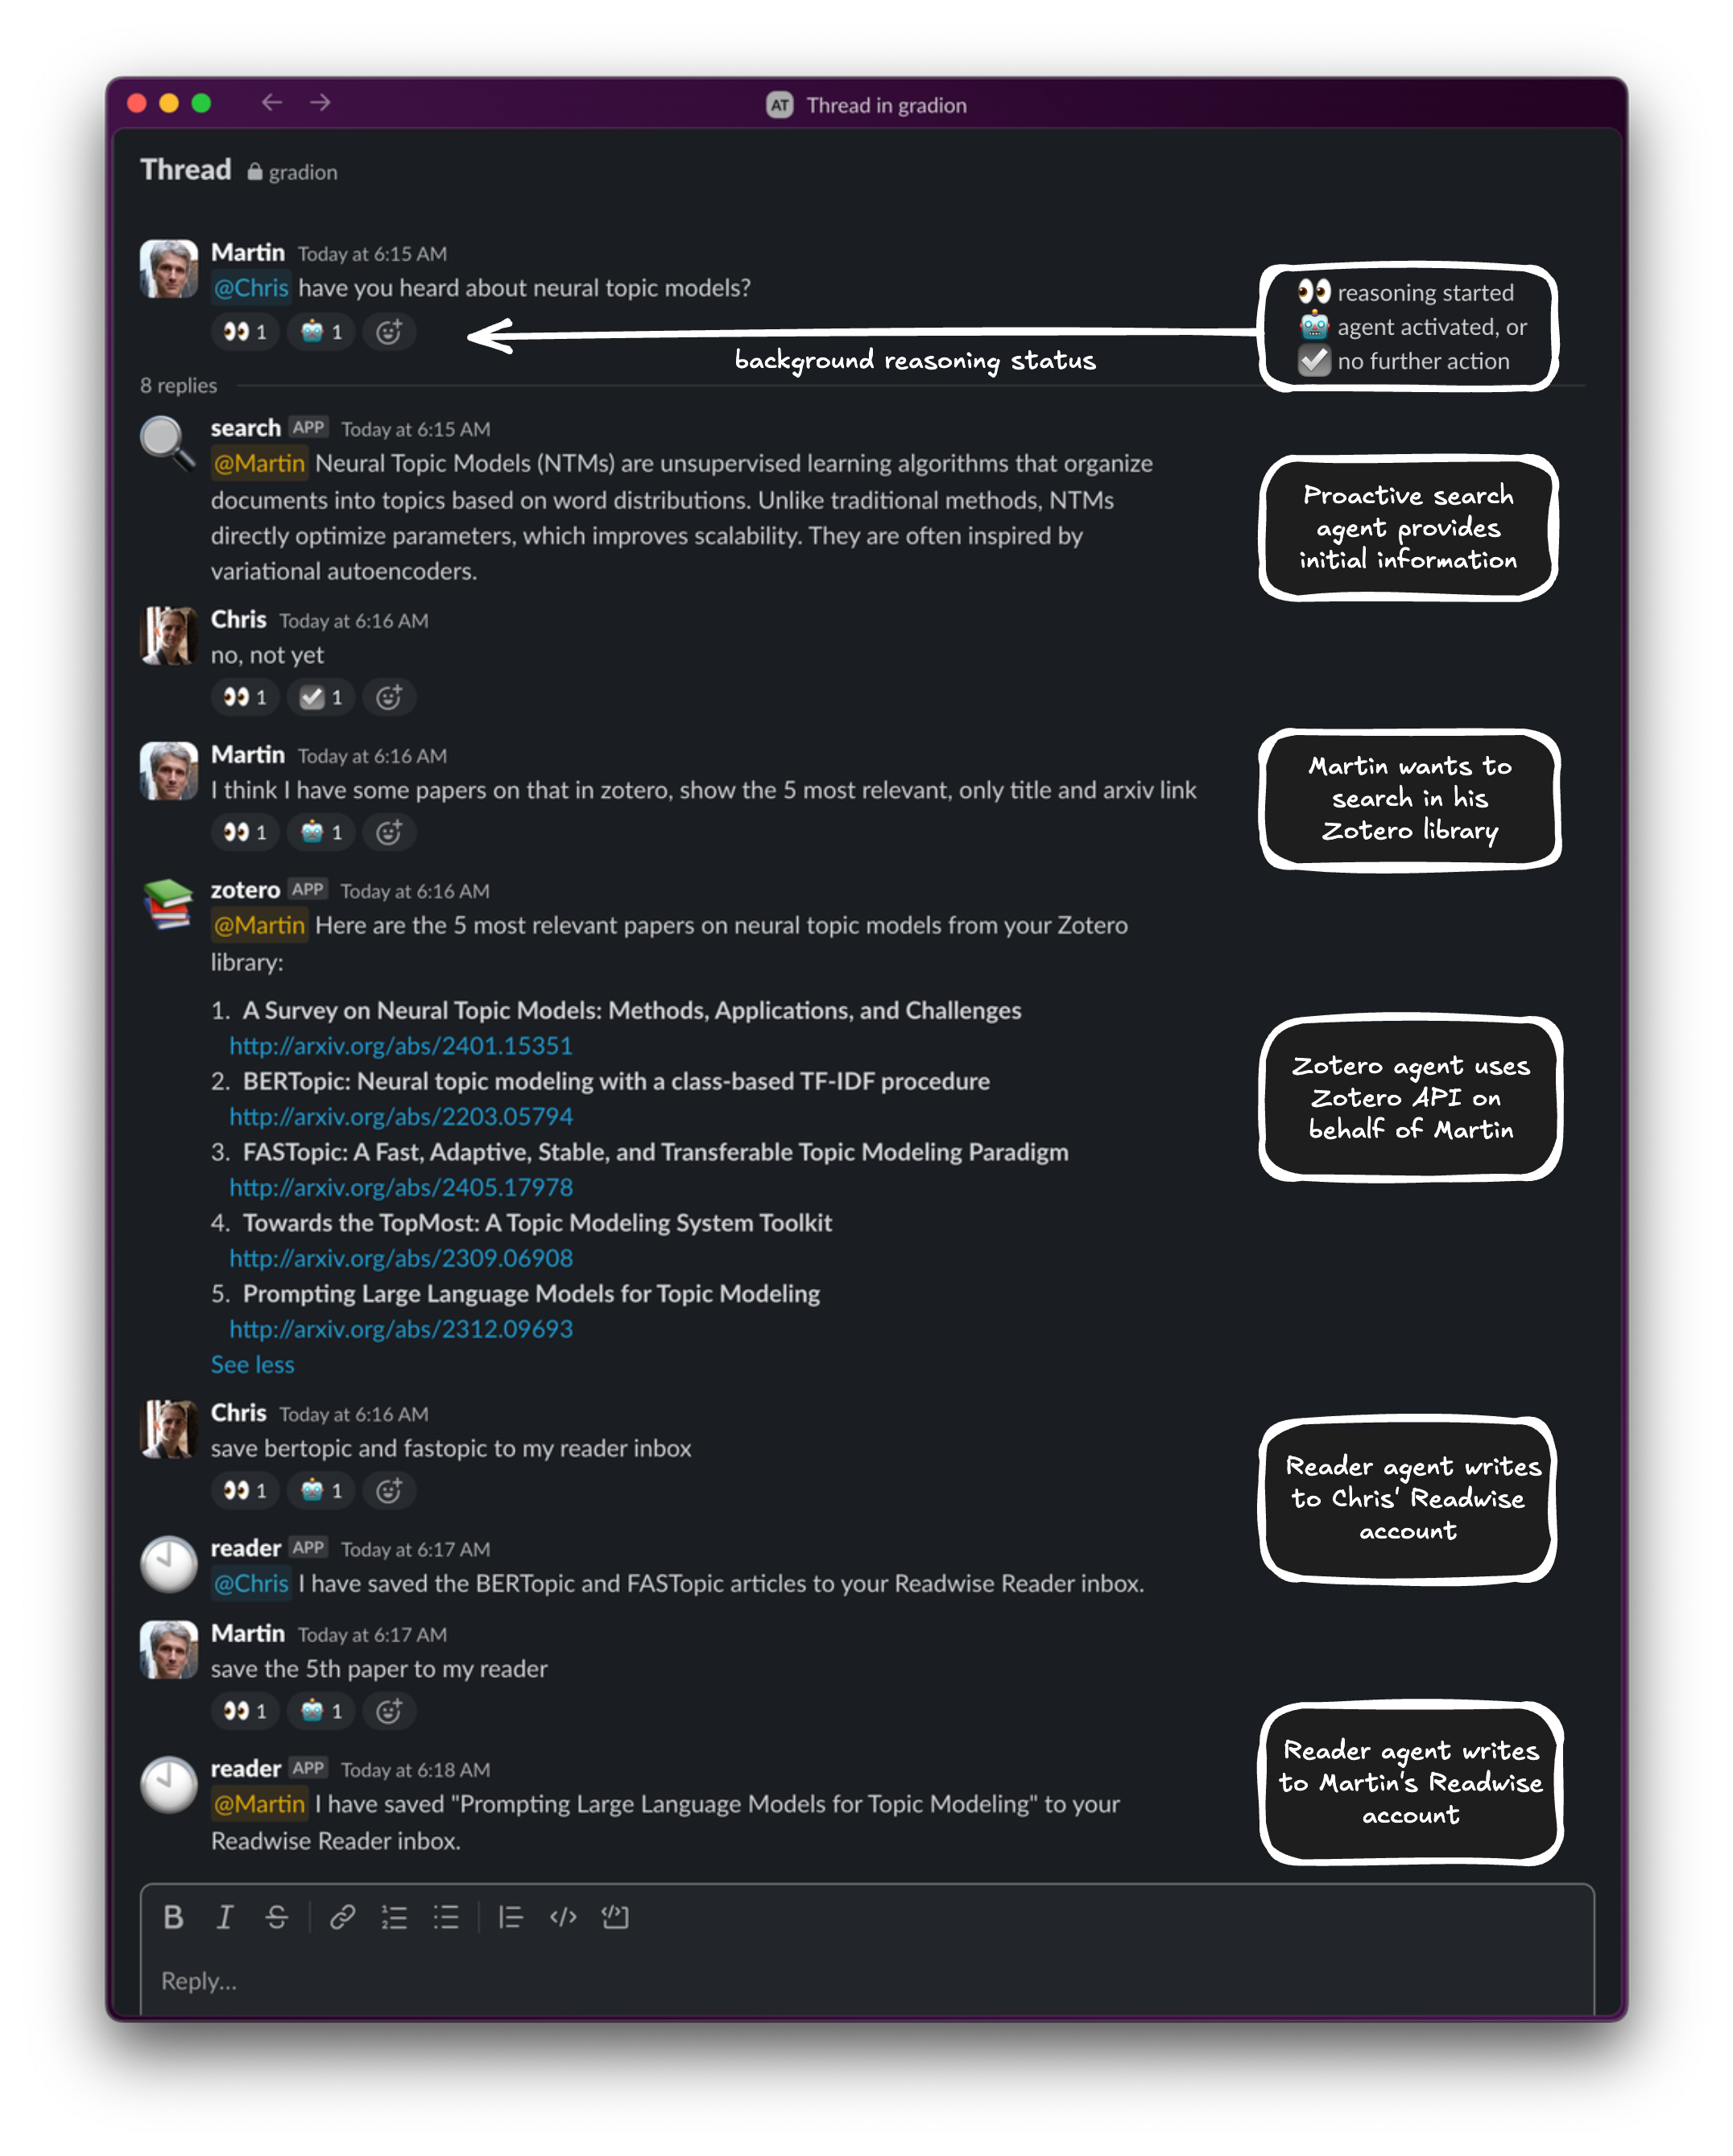 AT Thread in gradion
Thread gradion
Martin Today at 6:15 AM
@Chris have you heard about neural topic models?
1 1
reasoning started
agent activated, or
no further action
background reasoning status
8 replies
search APP Today at 6:15 AM
@Martin Neural Topic Models (NTMs) are unsupervised learning algorithms that organize
documents into topics based on word distributions. Unlike traditional methods, NTMs
directly optimize parameters, which improves scalability. They are often inspired by
variational autoencoders.
Proactive search
agent provides
initial information
Chris Today at 6:16 AM
no, not yet
1 1
Martin Today at 6:16 AM
I think I have some papers on that in zotero, show the 5 most relevant, only title and arxiv link
1 1
Martin wants to
search in his
Zotero library
zotero APP Today at 6:16 AM
@Martin Here are the 5 most relevant papers on neural topic models from your Zotero
library:
1. A Survey on Neural Topic Models: Methods, Applications, and Challenges
http://arxiv.org/abs/2401.15351
2. BERTopic: Neural topic modeling with a class-based TF-IDF procedure
http://arxiv.org/abs/2203.05794
3. FASTopic: A Fast, Adaptive, Stable, and Transferable Topic Modeling Paradigm
http://arxiv.org/abs/2405.17978
4. Towards the TopMost: A Topic Modeling System Toolkit
http://arxiv.org/abs/2309.06908
5. Prompting Large Language Models for Topic Modeling
http://arxiv.org/abs/2312.09693
See less
Zotero agent uses
Zotero API on
behalf of Martin
Chris Today at 6:16 AM
save bertopic and fastopic to my reader inbox
1 1
Reader agent writes
to Chris' Readwise
account
reader APP Today at 6:17 AM
@Chris I have saved the BERTopic and FASTopic articles to your Readwise Reader inbox.
Martin Today at 6:17 AM
save the 5th paper to my reader
1 1
reader APP Today at 6:18 AM
@Martin I have saved "Prompting Large Language Models for Topic Modeling" to your
Readwise Reader inbox.
Reader agent writes
to Martin's Readwise
account
B I S
Reply...